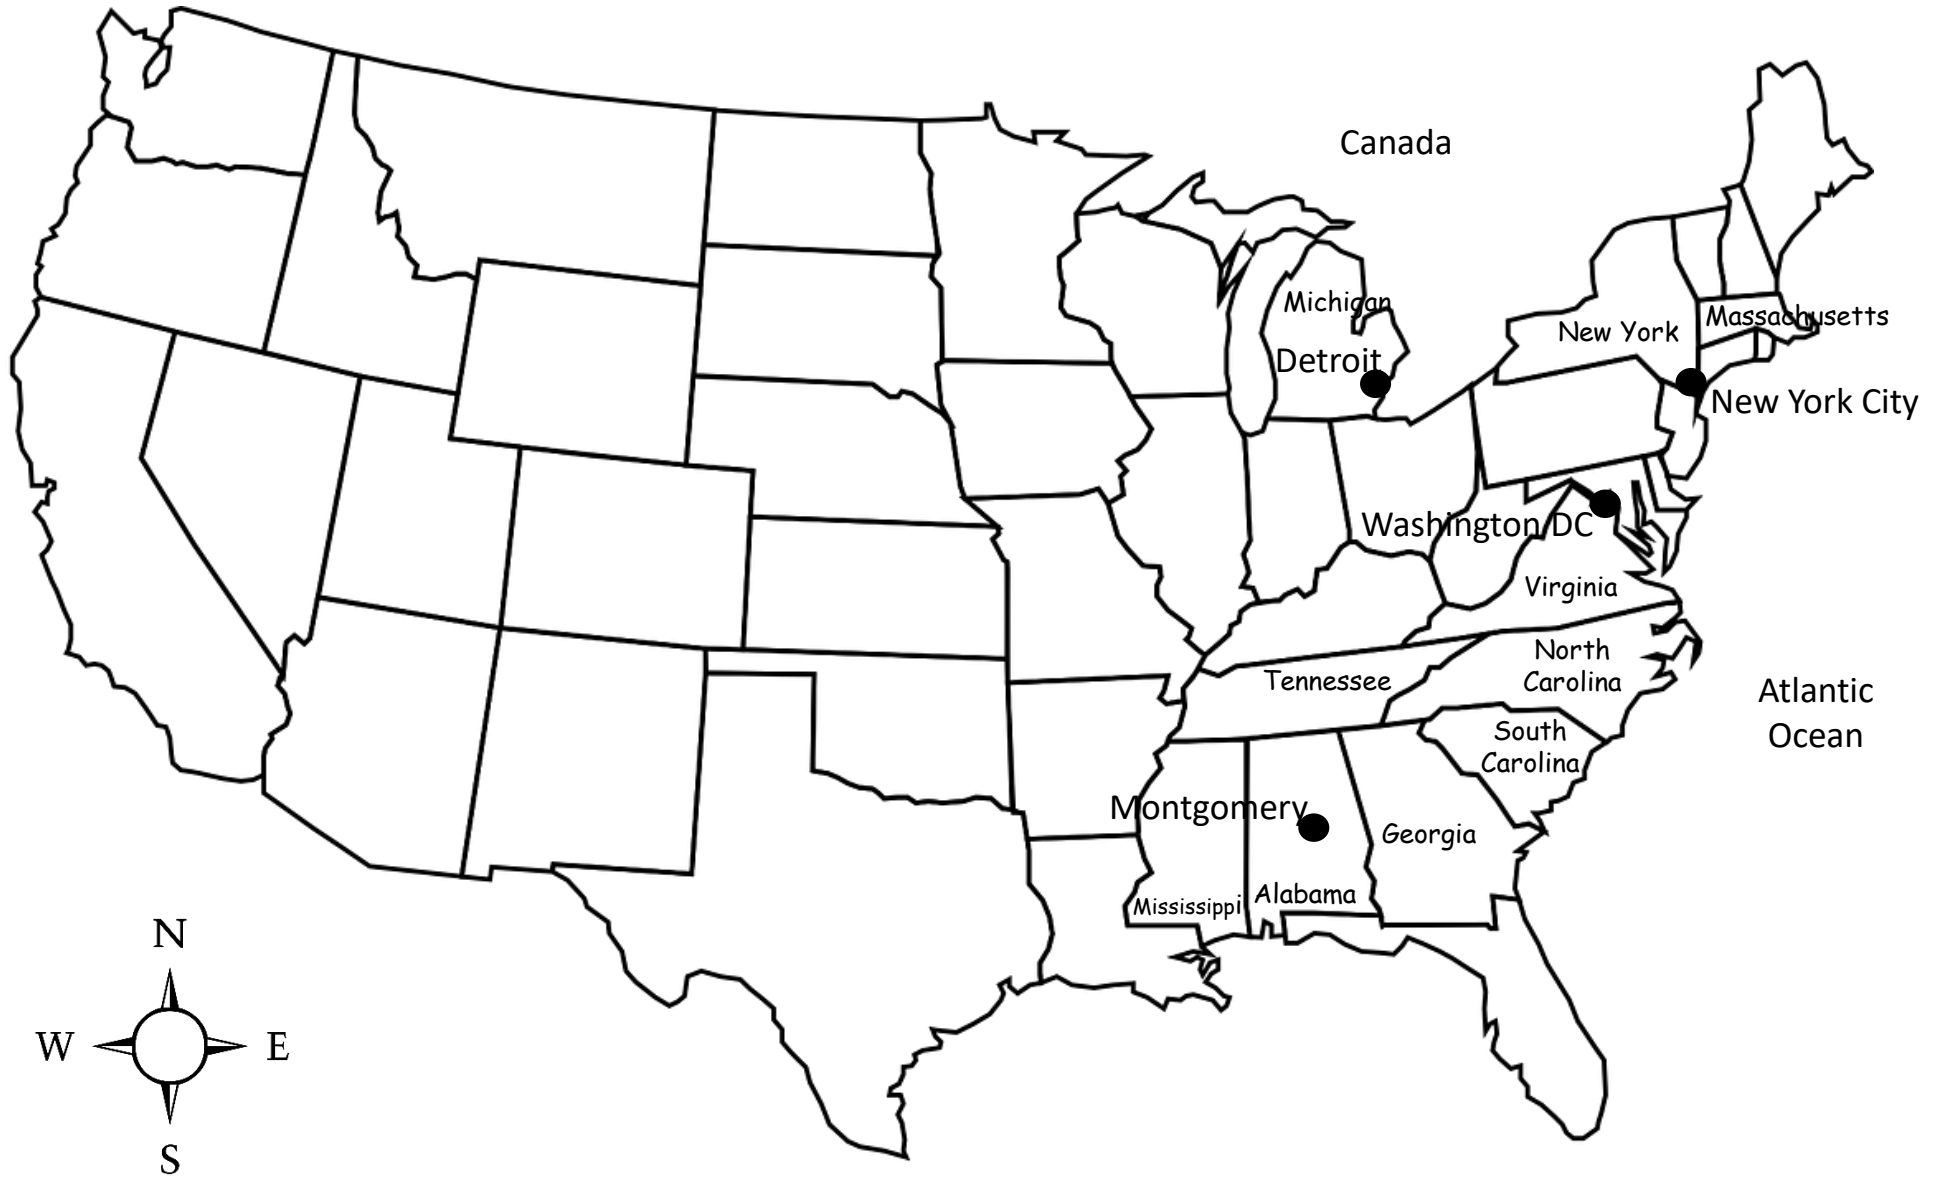 Canada
Michigan
Massachusetts
New York
Detroit
New York City
Washington DC
Virginia
North
Carolina
Tennessee
Atlantic
Ocean
South
Carolina
Montgomery
Georgia
Alabama
Mississippi
N
W
E
S